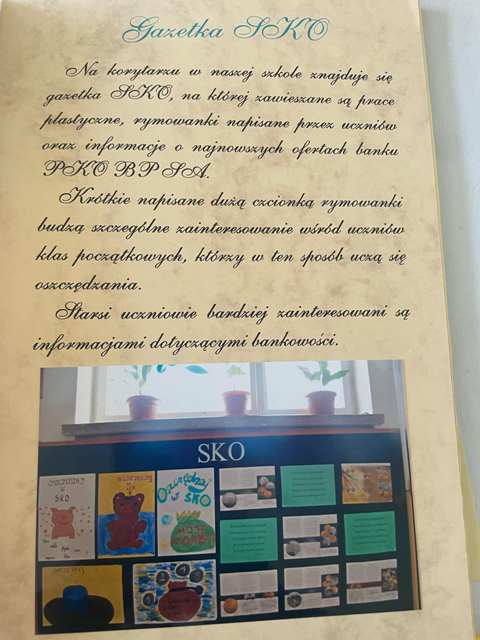 Gazetka SKO
Na korytarzu w naszej szkole znajduje się
gazetka SKO, na której zawieszane są prace
plastyczne, rymowanki napisane przez uczniów
oraz informacje o najnowszych ofertach banku
PKO BP SA.
Krótkie napisane dużą czcionką rymowanki
budzą szczególne zainteresowanie wśród uczniów
klas początkowych, którzy w ten sposób uczą się
oszczędzania.
Starsi uczniowie bardziej zainteresowani są
informacjami dotyczącymi bankowości.
SKO
OSZCZĘDZAJ
W
SKO
W SKO
Oszczędzaj
w SKO